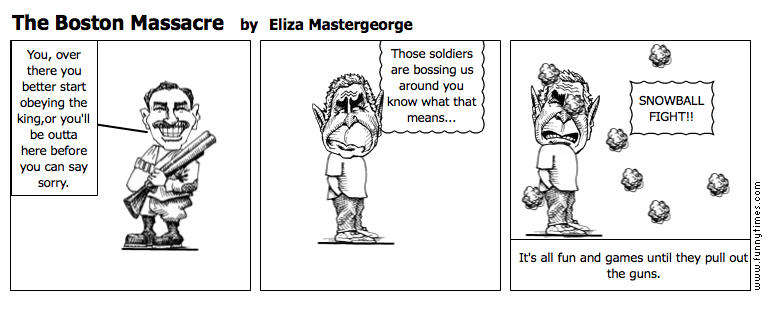 The Boston Massacre by Eliza Mastergeorge
You, over
there you
better start
obeying the
king,or you'll
be outta
here before
you can say
sorry.
Those soldiers
are bossing us
around you
know what that
means...
SNOWBALL
FIGHT!!
It's all fun and games until they pull out
the guns.
www.funnytimes.com